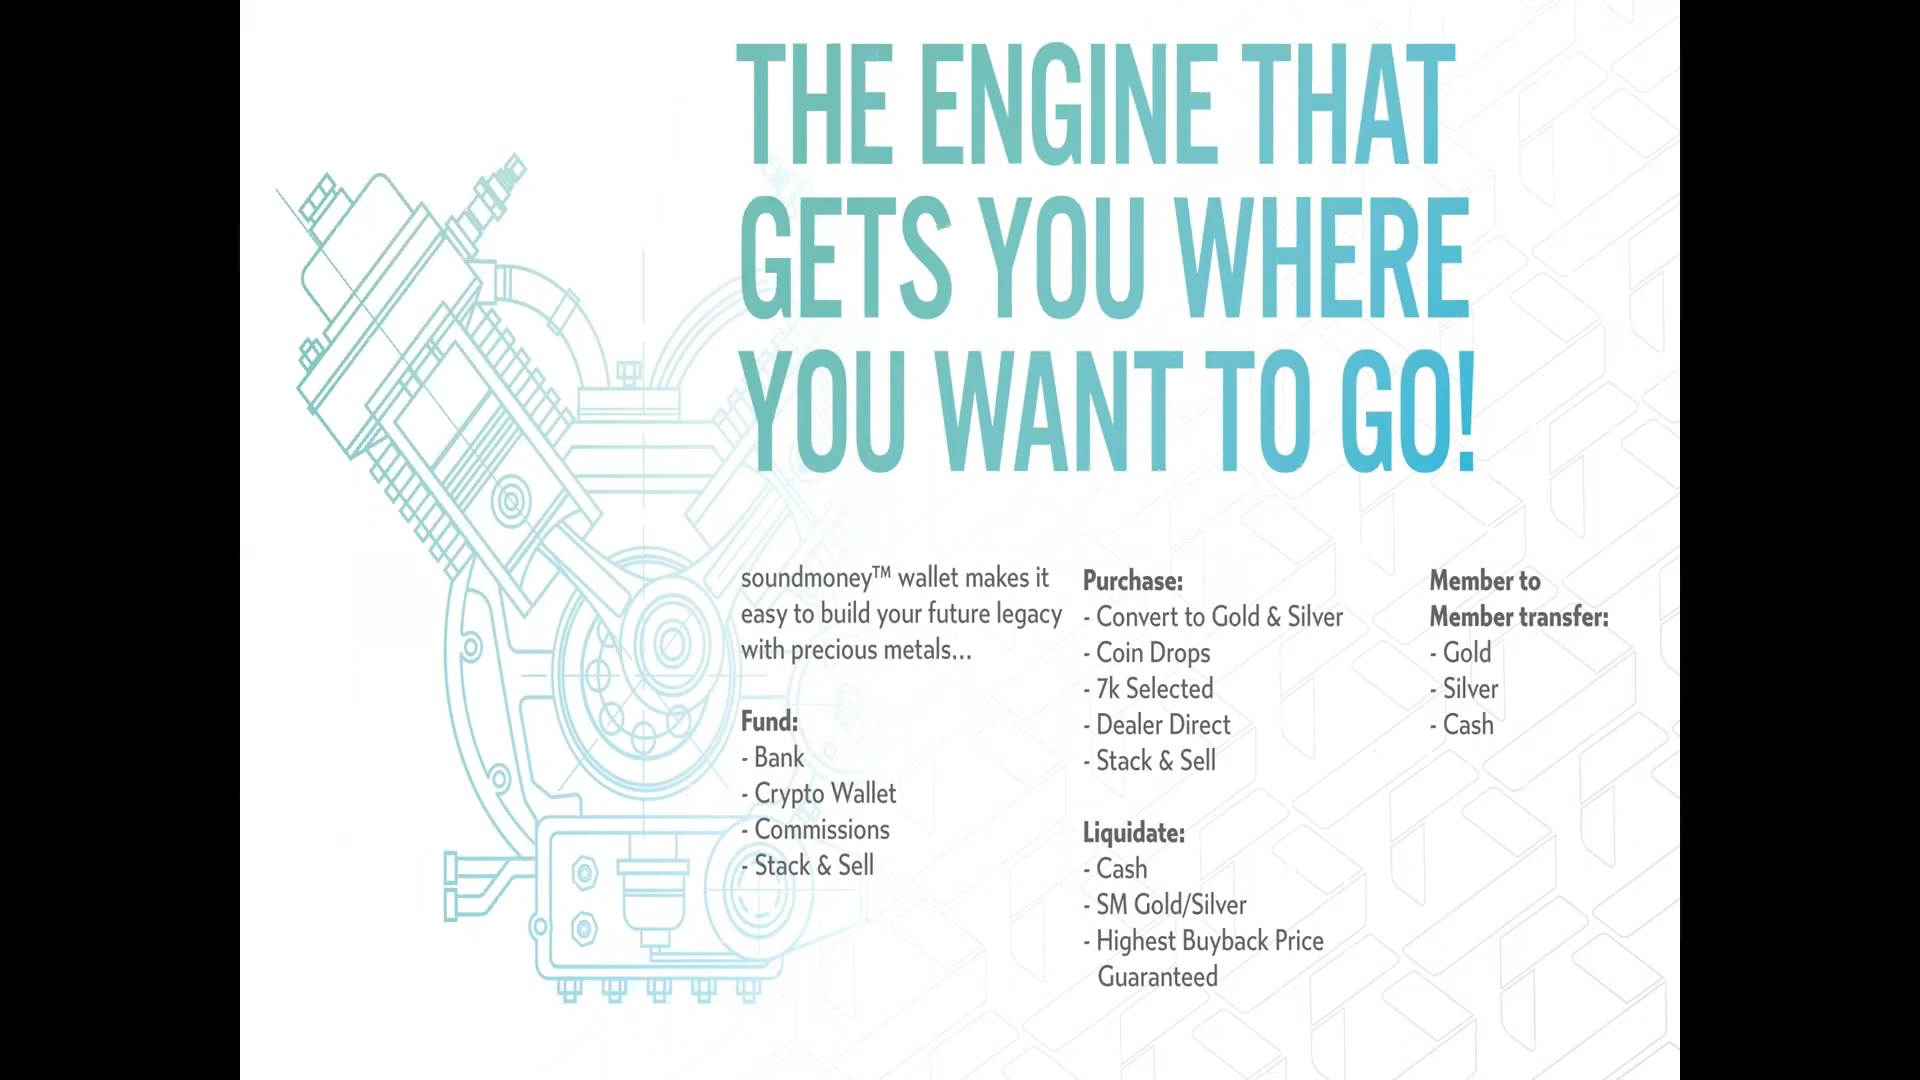 THE ENGINE THAT
GETS YOU WHERE
YOU WANT TO GO!
soundmoney™ wallet makes it
easy to build your future legacy
with precious metals...
Fund:
- Bank
- Crypto Wallet
- Commissions
- Stack & Sell
Purchase:
- Convert to Gold & Silver
- Coin Drops
- 7k Selected
- Dealer Direct
- Stack & Sell
Liquidate:
- Cash
- SM Gold/Silver
- Highest Buyback Price
Guaranteed
Member to
Member transfer:
- Gold
- Silver
- Cash